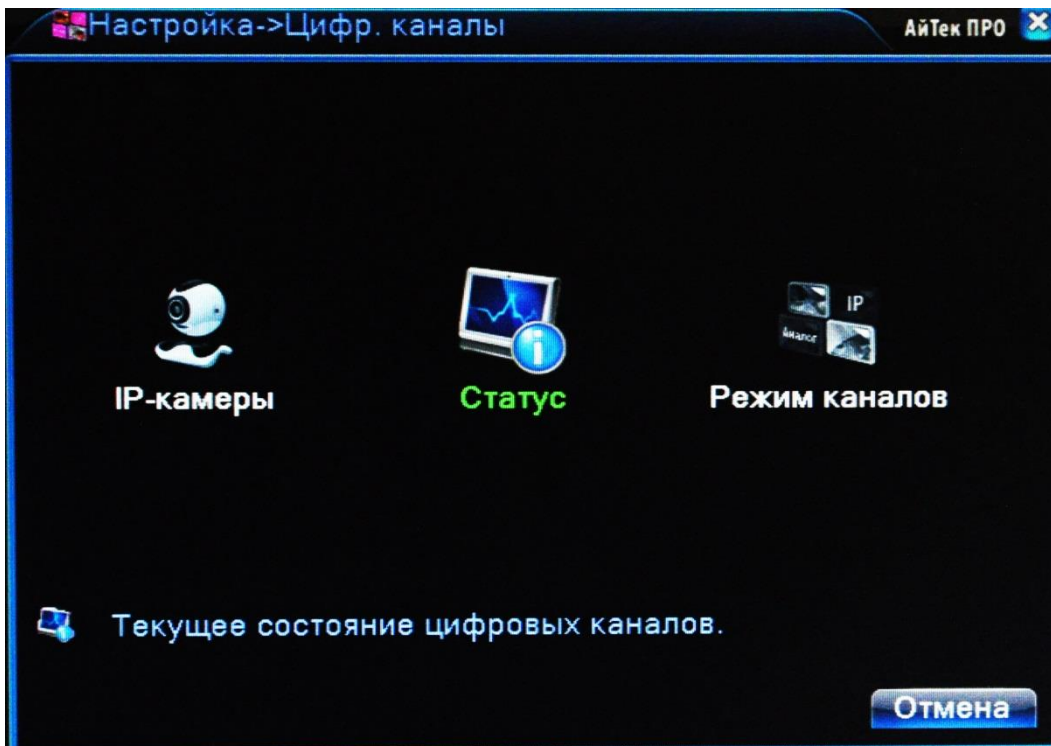 Настройка->Цифр. каналы
АйТек ПРО
IP
Аналог
IP-камеры
Статус
Режим каналов
Текущее состояние цифровых каналов.
Отмена